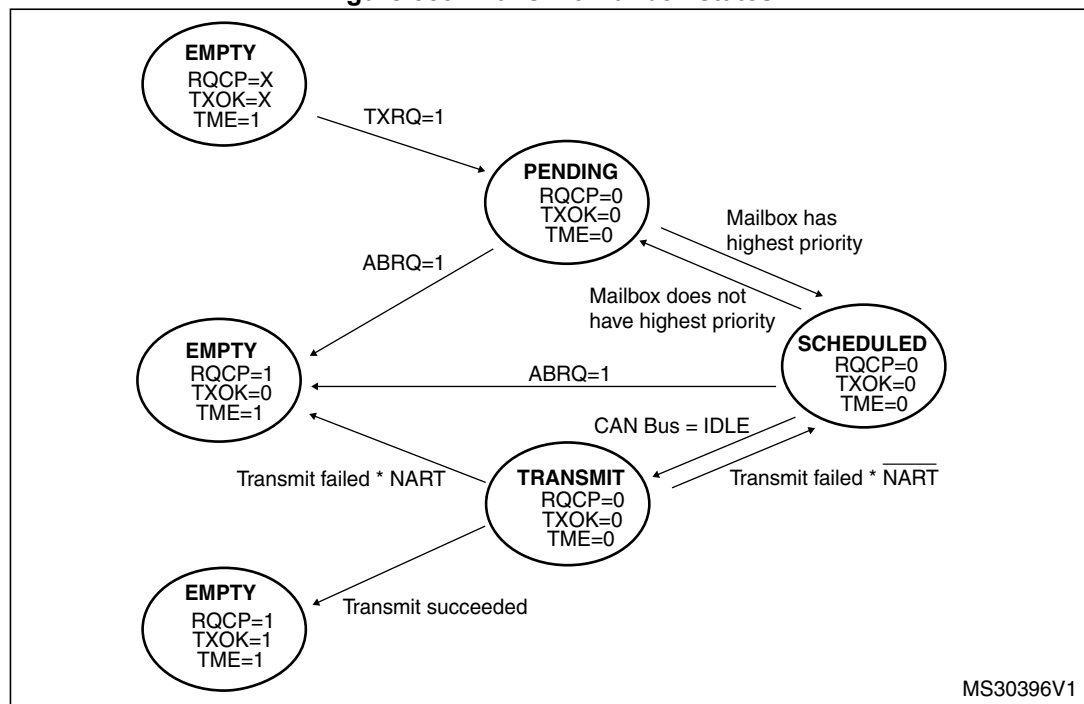 EMPTY
RQCP=X
TXOK=X
TME=1
TXRQ=1
PENDING
RQCP=0
TXOK=0
TME=0
Mailbox has
highest priority
ABRQ=1
Mailbox does not
have highest priority
EMPTY
RQCP=1
TXOK=0
TME=1
SCHEDULED
RQCP=0
TXOK=0
TME=0
ABRQ=1
CAN Bus = IDLE
Transmit failed * NART
TRANSMIT
RQCP=0
TXOK=0
TME=0
Transmit failed * N̅A̅R̅T̅
EMPTY
RQCP=1
TXOK=1
TME=1
Transmit succeeded
MS30396V1